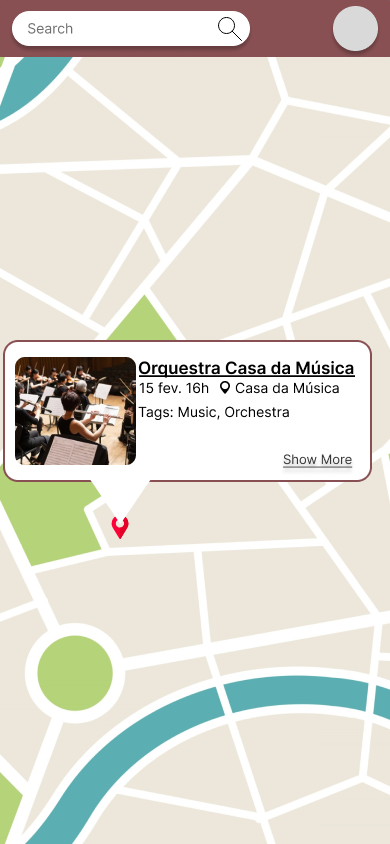 Search
Orquestra Casa da Música
15 fev. 16h Casa da Música
Tags: Music, Orchestra
Show More